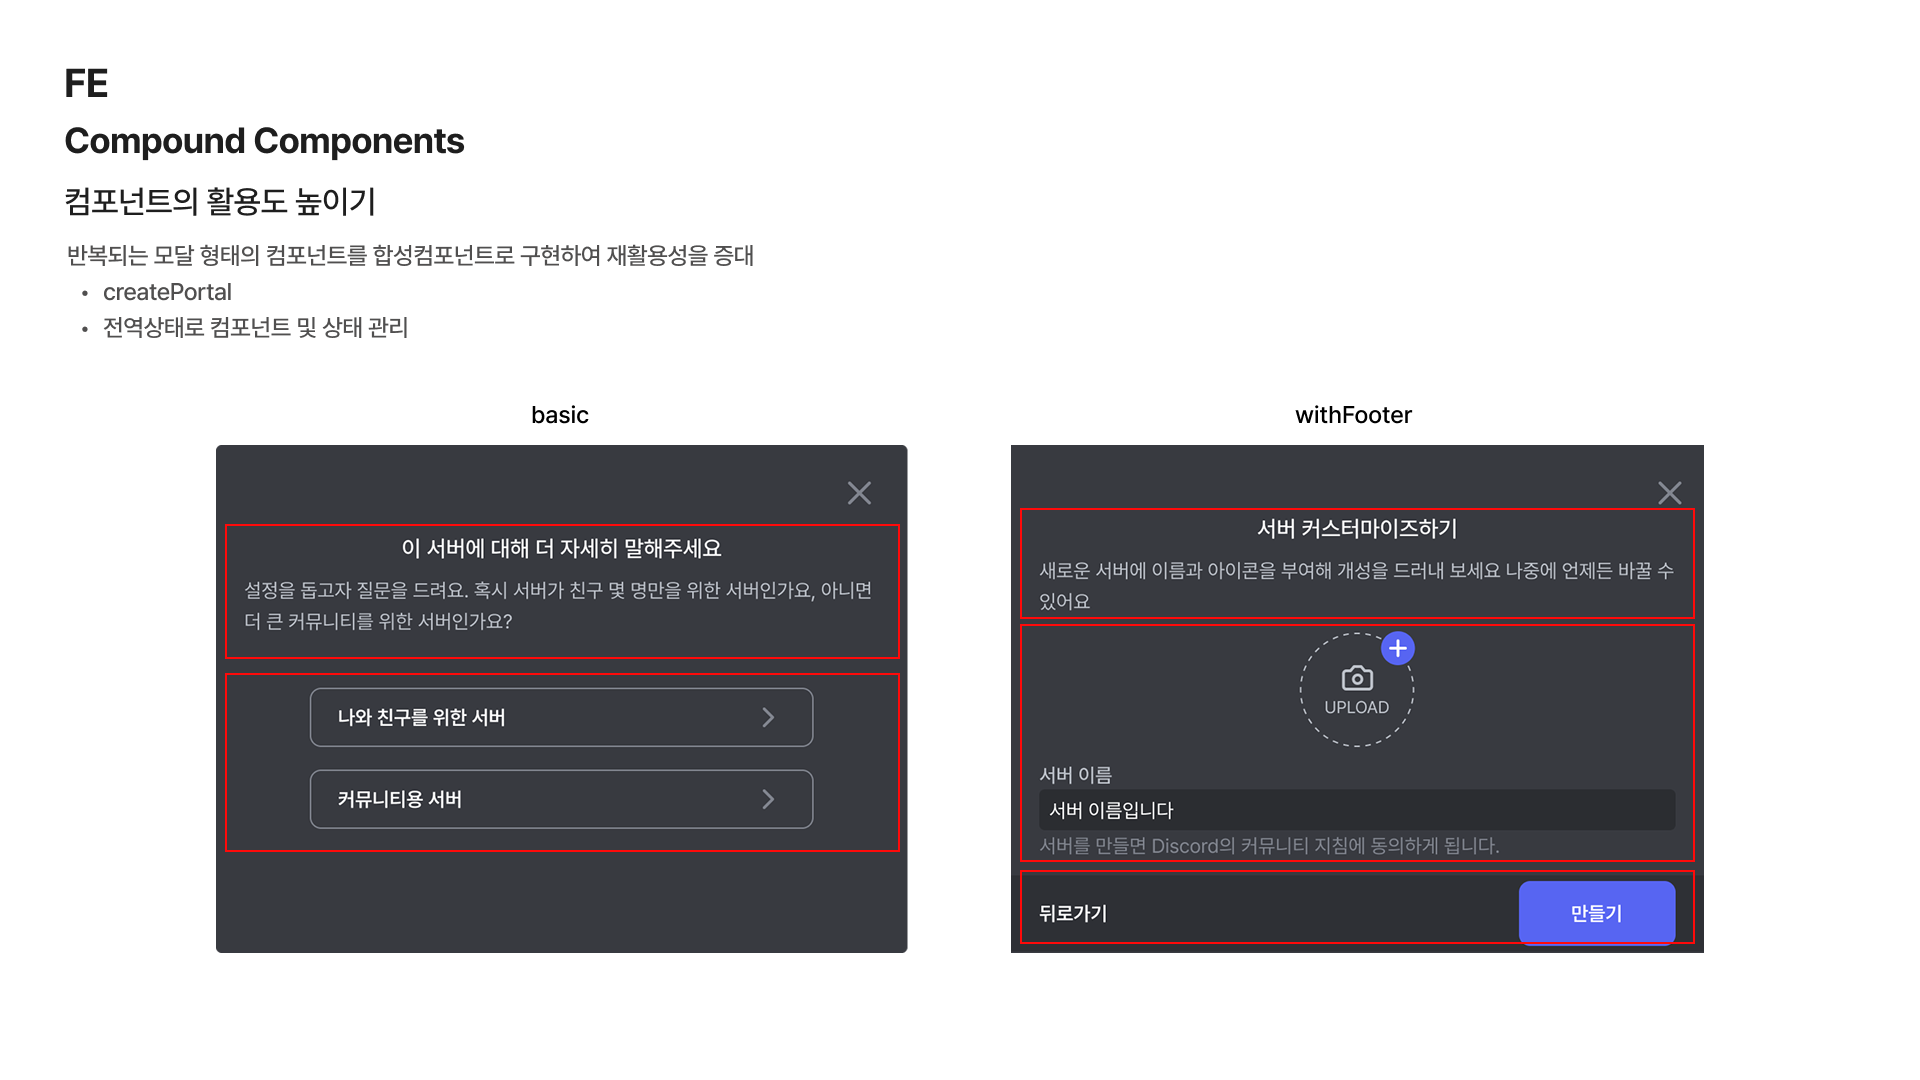 FE
Compound Components
컴포넌트의 활용도 높이기
반복되는 모달 형태의 컴포넌트를 합성컴포넌트로 구현하여 재활용성을 증대
• createPortal
• 전역상태로 컴포넌트 및 상태 관리
basic
이 서버에 대해 더 자세히 말해주세요
설정을 돕고자 질문을 드려요. 혹시 서버가 친구 몇 명만을 위한 서버인가요, 아니면
더 큰 커뮤니티를 위한 서버인가요?
나와 친구를 위한 서버
커뮤니티용 서버
withFooter
서버 커스터마이즈하기
새로운 서버에 이름과 아이콘을 부여해 개성을 드러내 보세요 나중에 언제든 바꿀 수
있어요
UPLOAD
서버 이름
서버 이름입니다
서버를 만들면 Discord의 커뮤니티 지침에 동의하게 됩니다.
뒤로가기
만들기